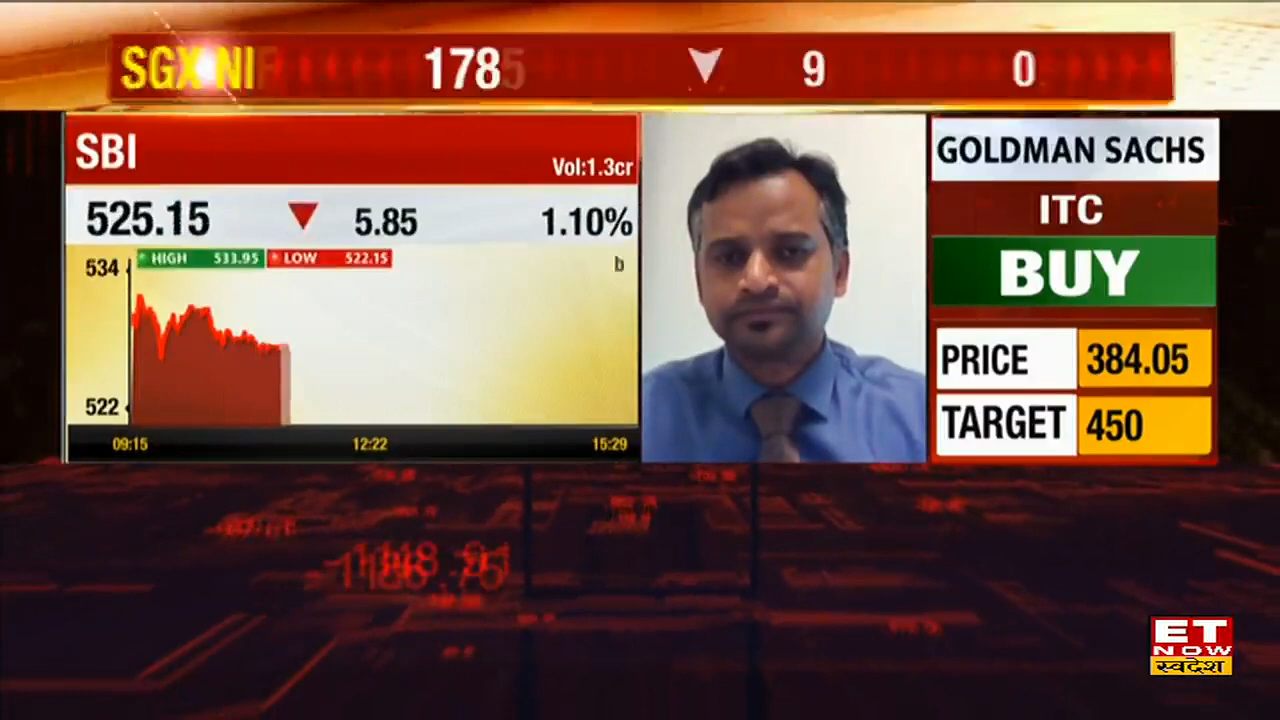 SGX NI
178
9
0
SBI
Vol:1.3cr
525.15
5.85
1.10%
HIGH 533.95
LOW 522.15
b
534
522
09:15
12:22
15:29
GOLDMAN SACHS
ITC
BUY
PRICE 384.05
TARGET 450
ET
NOW
स्वदेश